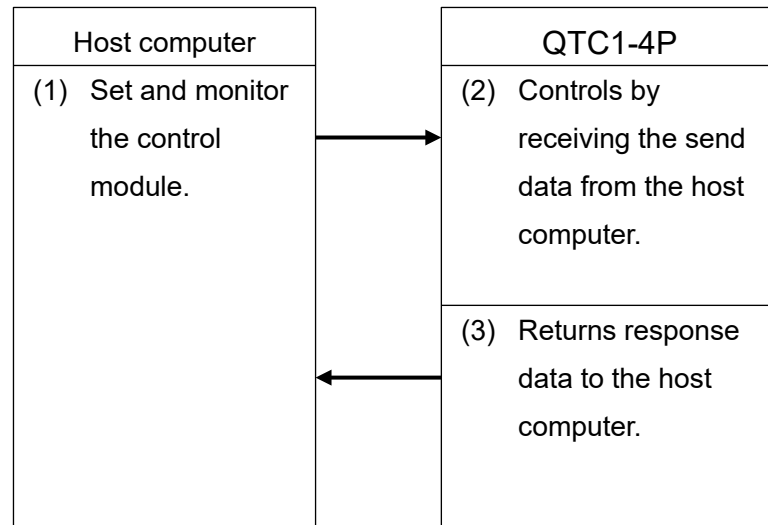 Host computer
(1) Set and monitor
the control
module.
QTC1-4P
(2) Controls by
receiving the send
data from the host
computer.
(3) Returns response
data to the host
computer.